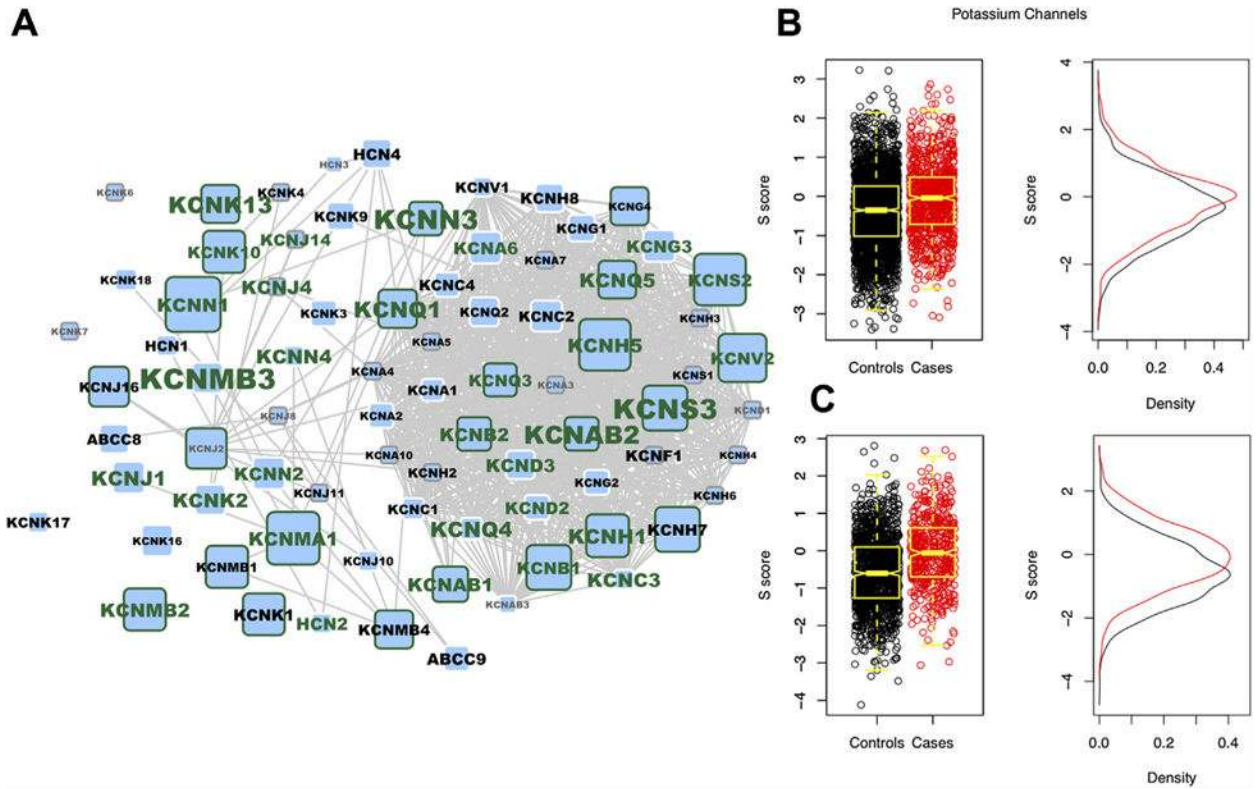 A
HCN4
HCN3
KCNK6
KCNK13
KCNK4
KCNK9
KCNN3
KCNV1
KCNH8
KCNG4
KCNG1
KCNK10
KCNJ14
KCNA6
KCNG3
KCNA7
KCNK18
KCNJ4
KCNC4
KCNQ5
KCNS2
KCNN1
KCNK3
KCNQ1
KCNQ2
KCNC2
KCNH3
KCNK7
HCN1
KCNA5
KCNH5
KCNN4
KCNV2
KCNMB3
KCNA4
KCNQ3
KCNA3
KCNS1
KCNJ16
KCNA1
KCNJ8
KCNA2
KCNS3
KCND1
ABCC8
KCNJ2
KCNB2
KCNAB2
KCNA10
KCNF1
KCNH4
KCNJ1
KCNN2
KCNH2
KCND3
KCNG2
KCNJ11
KCNH6
KCNK2
KCNC1
KCND2
KCNK17
KCNQ4
KCNH7
KCNK16
KCNMA1
KCNH1
KCNMB1
KCNJ10
KCNB1
KCNAB1
KCNC3
KCNAB3
KCNMB2
KCNK1
HCN2
KCNMB4
ABCC9
B
Potassium Channels
S score
3
2
1
0
−1
−2
−3
Controls Cases
S score
4
2
0
−2
−4
0.0 0.2 0.4
Density
C
S score
3
2
1
0
−1
−2
−3
−4
Controls Cases
S score
2
0
−2
−4
0.0 0.2 0.4
Density